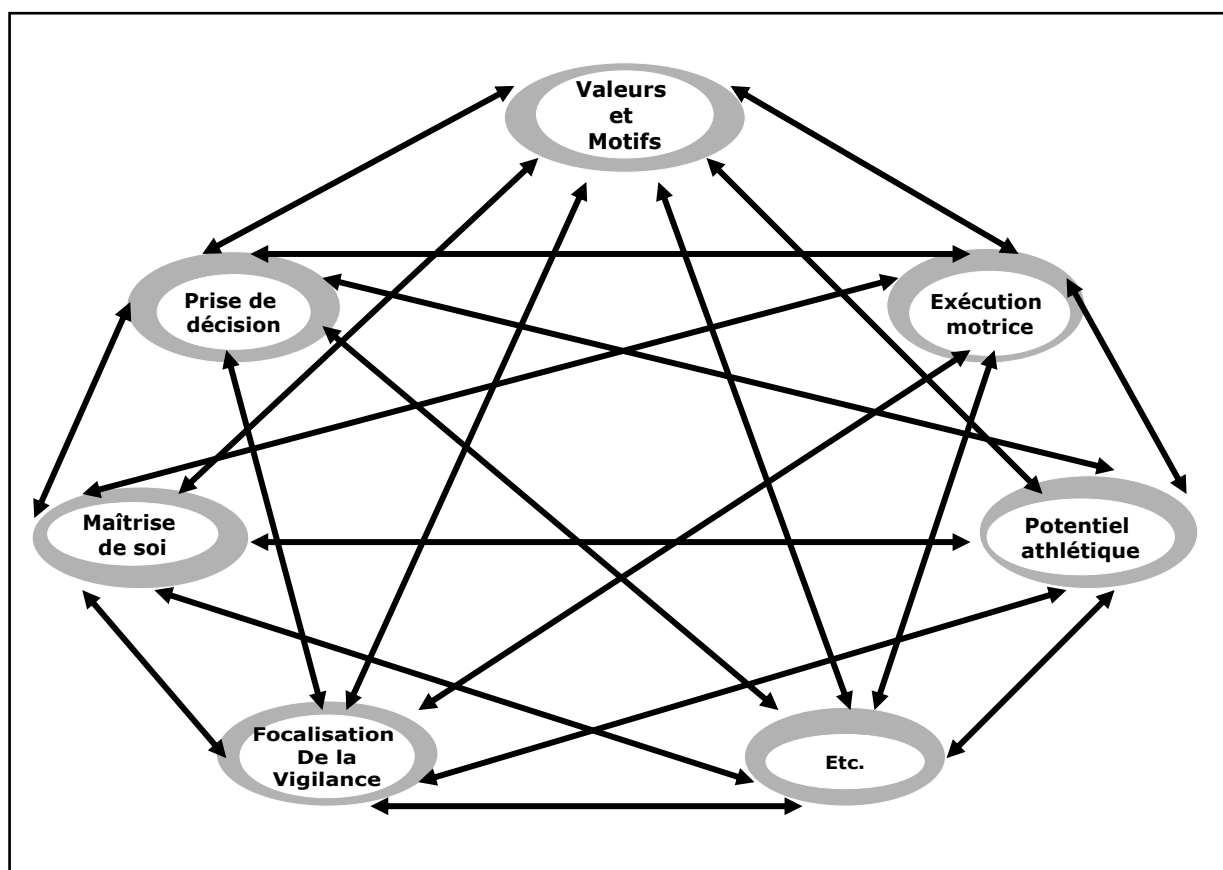 Valeurs
et
Motifs
Prise de
décision
Exécution
motrice
Maîtrise
de soi
Potentiel
athlétique
Focalisation
De la
Vigilance
Etc.